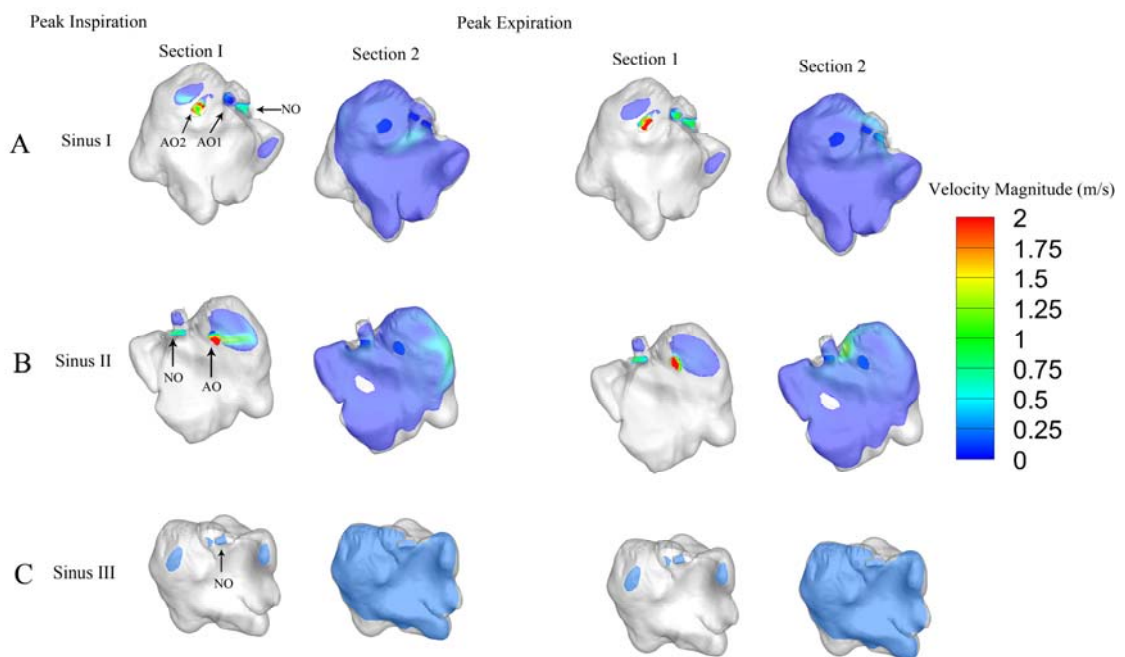 Peak Inspiration
Peak Expiration
Section I
Section 2
Section 1
Section 2
A
Sinus I
AO2
AO1
NO
Velocity Magnitude (m/s)
2
1.75
1.5
1.25
1
0.75
0.5
0.25
0
B
Sinus II
NO
AO
C
Sinus III
NO